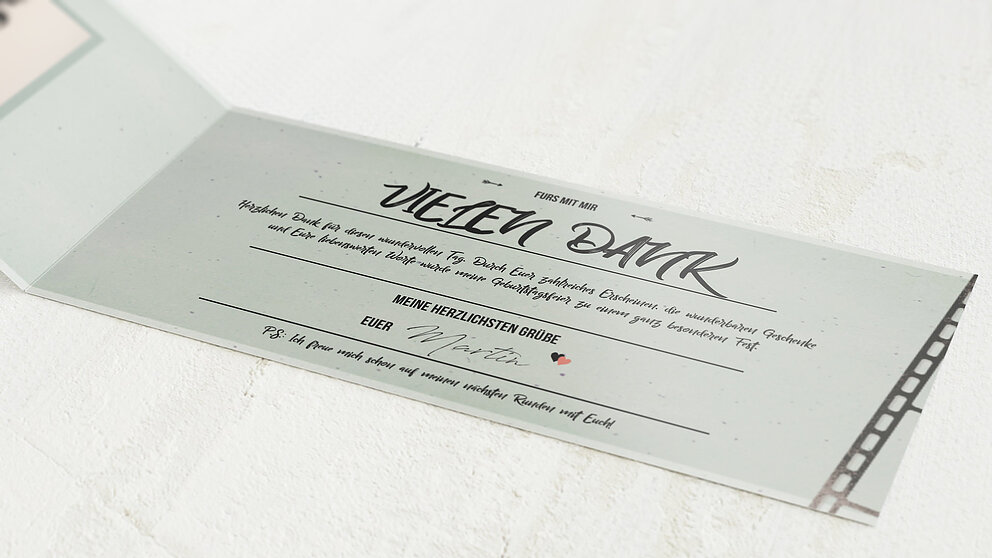 FÜRS MIT MIR
VIELEN DANK
Herzlichen Dank für diesen wundervollen Tag. Durch Euer zahlreiches Erscheinen, die wunderbaren Geschenke
und Eure liebenswerten Worte wurde meine Geburtstagsfeier zu einem ganz besonderen Fest.
MEINE HERZLICHSTEN GRÜßE
EUER Martin
PS: Ich freue mich schon auf meinen nächsten Runden mit Euch!